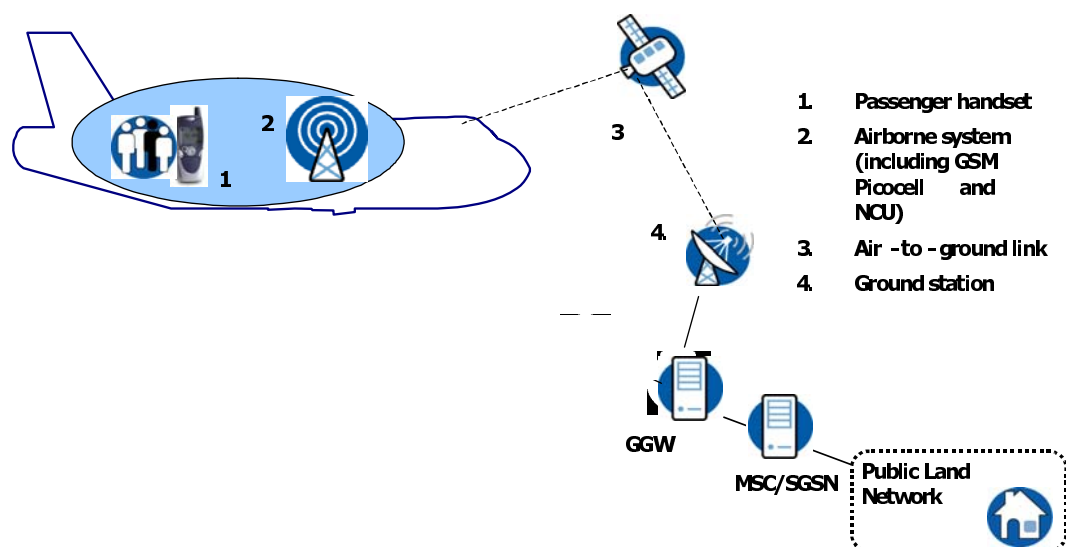 2
1
3
4.
1. Passenger handset
2. Airborne system
(including GSM
Picocell and
NCU)
3. Air -to - ground link
4. Ground station
GGW
MSC/SGSN
Public Land
Network